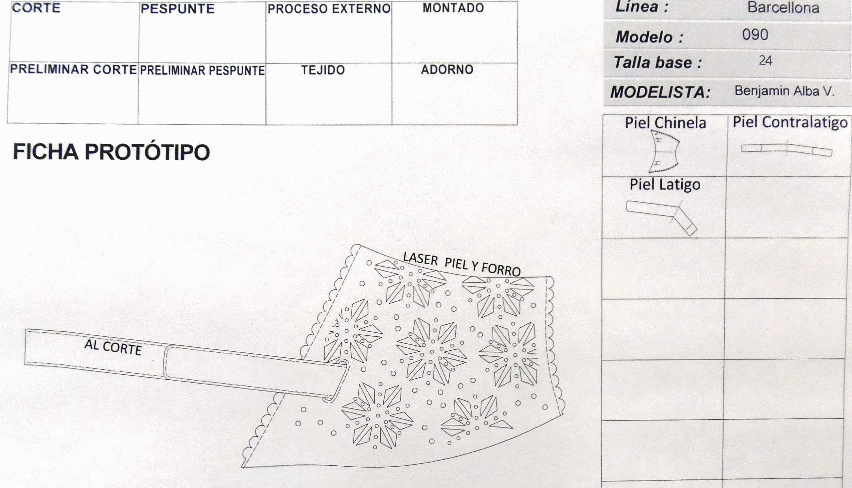 CORTE PESPUNTE PROCESO EXTERNO MONTADO
PRELIMINAR CORTE PRELIMINAR PESPUNTE TEJIDO ADORNO
FICHA PROTÓTIPO
LASER PIEL Y FORRO
AL CORTE
Línea : Barcellona
Modelo : 090
Talla base : 24
MODELISTA: Benjamin Alba V.
Piel Chinela Piel Contralatigo
Piel Latigo